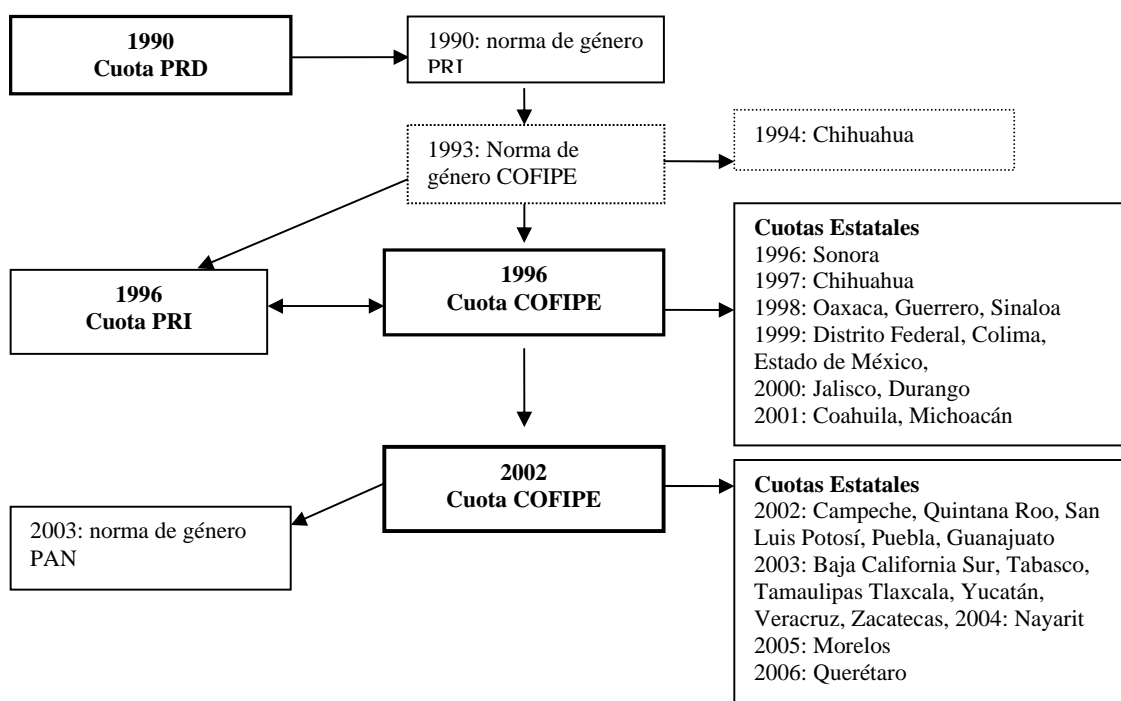 1990
Cuota PRD
1990: norma de género
PRI
1993: Norma de
género COFIPE
1994: Chihuahua
1996
Cuota PRI
1996
Cuota COFIPE
Cuotas Estatales
1996: Sonora
1997: Chihuahua
1998: Oaxaca, Guerrero, Sinaloa
1999: Distrito Federal, Colima,
Estado de México,
2000: Jalisco, Durango
2001: Coahuila, Michoacán
2002
Cuota COFIPE
2003: norma de género
PAN
Cuotas Estatales
2002: Campeche, Quintana Roo, San
Luis Potosí, Puebla, Guanajuato
2003: Baja California Sur, Tabasco,
Tamaulipas Tlaxcala, Yucatán,
Veracruz, Zacatecas, 2004: Nayarit
2005: Morelos
2006: Querétaro